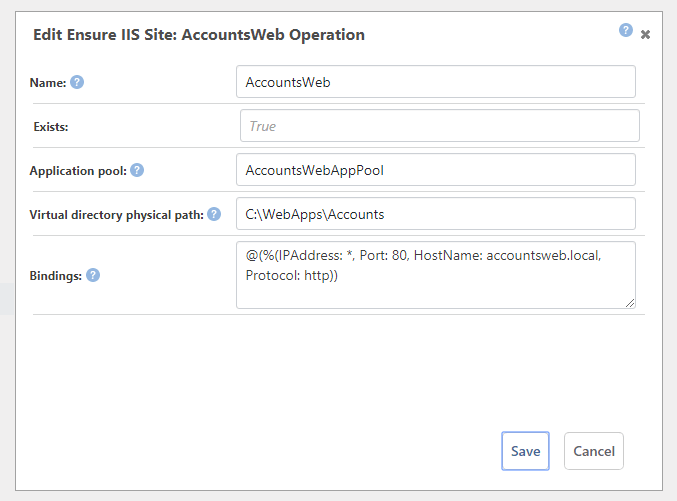 Edit Ensure IIS Site: AccountsWeb Operation
Name:
AccountsWeb
Exists:
True
Application pool:
AccountsWebAppPool
Virtual directory physical path:
C:\WebApps\Accounts
Bindings:
@(%(IPAddress: *, Port: 80, HostName: accountsweb.local,
Protocol: http))
Save
Cancel